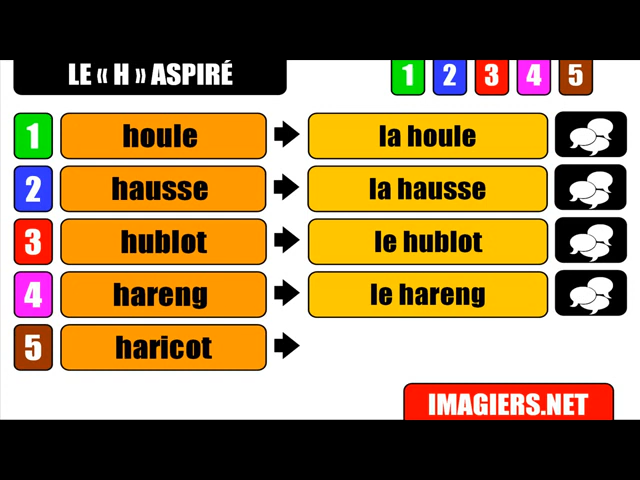 LE « H » ASPIRÉ
1 2 3 4 5
1 houle la houle
2 hausse la hausse
3 hublot le hublot
4 hareng le hareng
5 haricot
IMAGIERS.NET